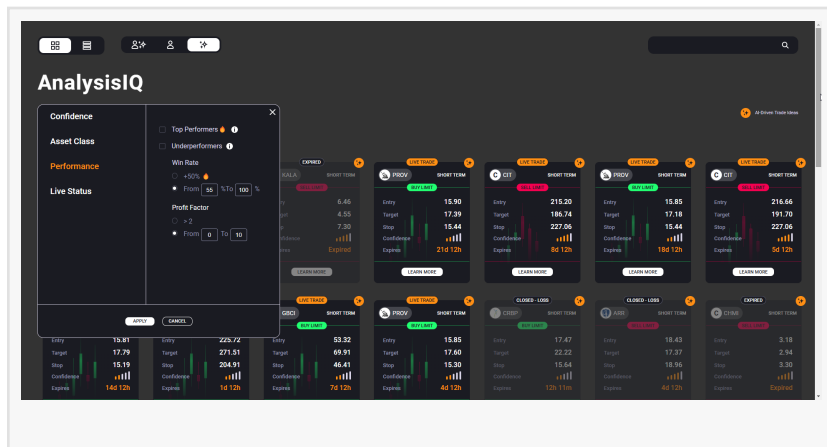 AnalysisIQ
AI-Driven Trade Ideas
Confidence
Asset Class
Performance
Live Status
Top Performers
Underperformers
Win Rate
+50%
From 55 %To 100 %
Profit Factor
> 2
From 0 To 10
APPLY CANCEL
EXPIRED
KALA SHORT TERM
SELL LIMIT
6.46
4.55
7.30
Expired
LEARN MORE
LIVE TRADE
PROV SHORT TERM
BUY LIMIT
Entry 15.90
Target 17.39
Stop 15.44
Confidence
Expires 21d 12h
LEARN MORE
LIVE TRADE
C CIT SHORT TERM
SELL LIMIT
Entry 215.20
Target 186.74
Stop 227.06
Confidence
Expires 8d 12h
LEARN MORE
LIVE TRADE
PROV SHORT TERM
BUY LIMIT
Entry 15.85
Target 17.18
Stop 15.44
Confidence
Expires 18d 12h
LEARN MORE
LIVE TRADE
C CIT SHORT TERM
SELL LIMIT
Entry 216.66
Target 191.70
Stop 227.06
Confidence
Expires 5d 12h
LEARN MORE
Entry 15.81
Target 17.79
Stop 15.19
Confidence
Expires 14d 12h
Entry 225.72
Target 271.51
Stop 204.91
Confidence
Expires 1d 12h
LIVE TRADE
GBCI SHORT TERM
BUY LIMIT
Entry 53.32
Target 69.91
Stop 46.41
Confidence
Expires 7d 12h
LIVE TRADE
PROV SHORT TERM
BUY LIMIT
Entry 15.85
Target 17.60
Stop 15.30
Confidence
Expires 4d 12h
CLOSED - LOSS
CRBP SHORT TERM
BUY LIMIT
Entry 17.47
Target 22.22
Stop 15.64
Confidence
Expires 12h 11m
CLOSED - LOSS
ABR SHORT TERM
SELL LIMIT
Entry 18.43
Target 17.37
Stop 18.96
Confidence
Expires 4d 12h
EXPIRED
C CHMI SHORT TERM
SELL LIMIT
Entry 3.18
Target 2.94
Stop 3.30
Confidence
Expires Expired